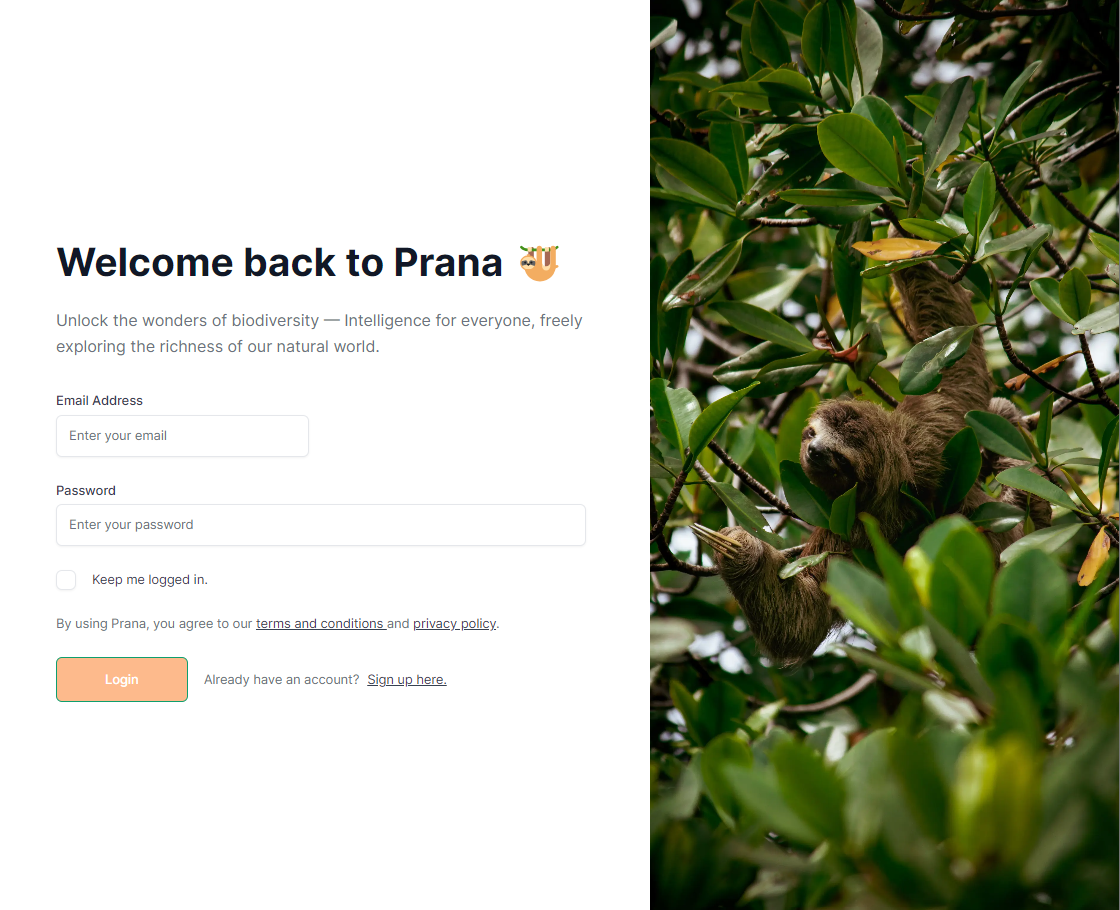 Welcome back to Prana 🦥
Unlock the wonders of biodiversity — Intelligence for everyone, freely
exploring the richness of our natural world.
Email Address
Enter your email
Password
Enter your password
Keep me logged in.
By using Prana, you agree to our terms and conditions and privacy policy.
Login
Already have an account? Sign up here.